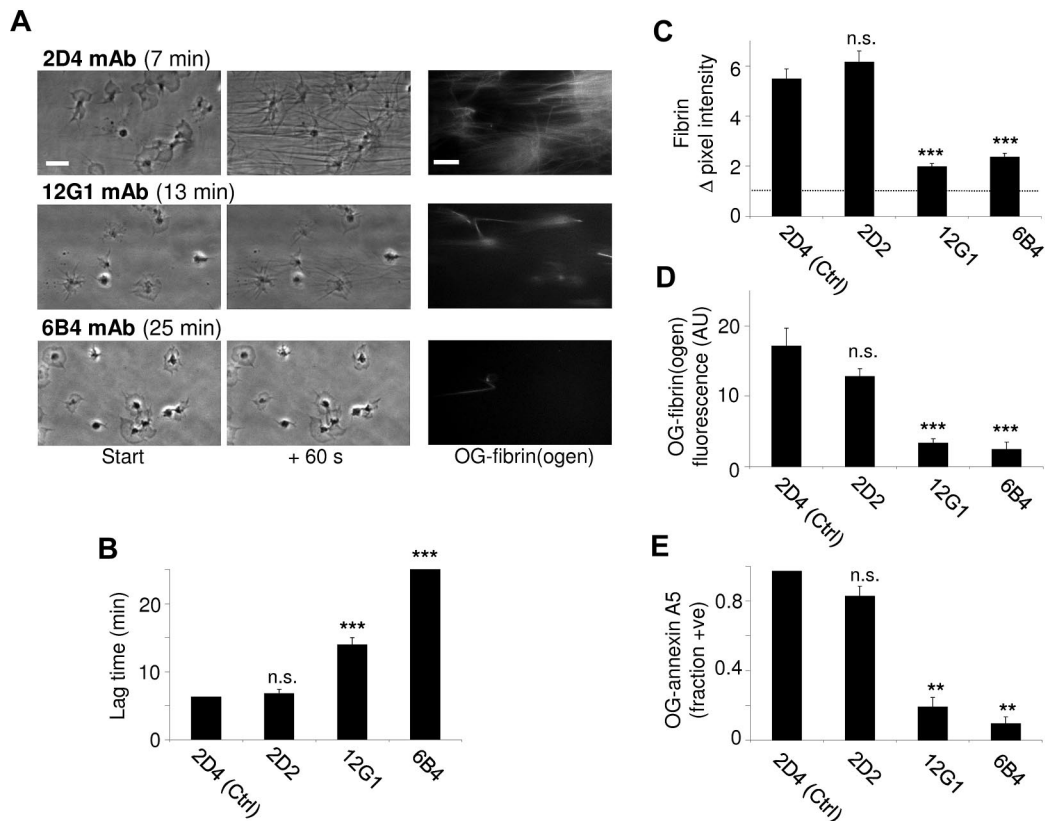 A
2D4 mAb (7 min)
12G1 mAb (13 min)
6B4 mAb (25 min)
Start
+ 60 s
OG-fibrin(ogen)
B
Lag time (min)
20
10
0
n.s.
***
***
2D4 (Ctrl)
2D2
12G1
6B4
C
Fibrin
Δ pixel intensity
6
4
2
0
n.s.
***
***
2D4 (Ctrl)
2D2
12G1
6B4
D
OG-fibrin(ogen)
fluorescence (AU)
20
10
0
n.s.
***
***
2D4 (Ctrl)
2D2
12G1
6B4
E
OG-annexin A5
(fraction +ve)
0.8
0.4
0
n.s.
**
**
2D4 (Ctrl)
2D2
12G1
6B4